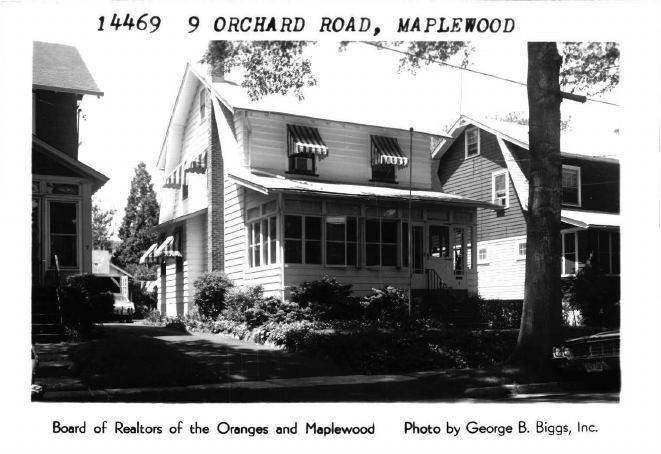 14469 9 ORCHARD ROAD, MAPLEWOOD
Board of Realtors of the Oranges and Maplewood Photo by George B. Biggs, Inc.